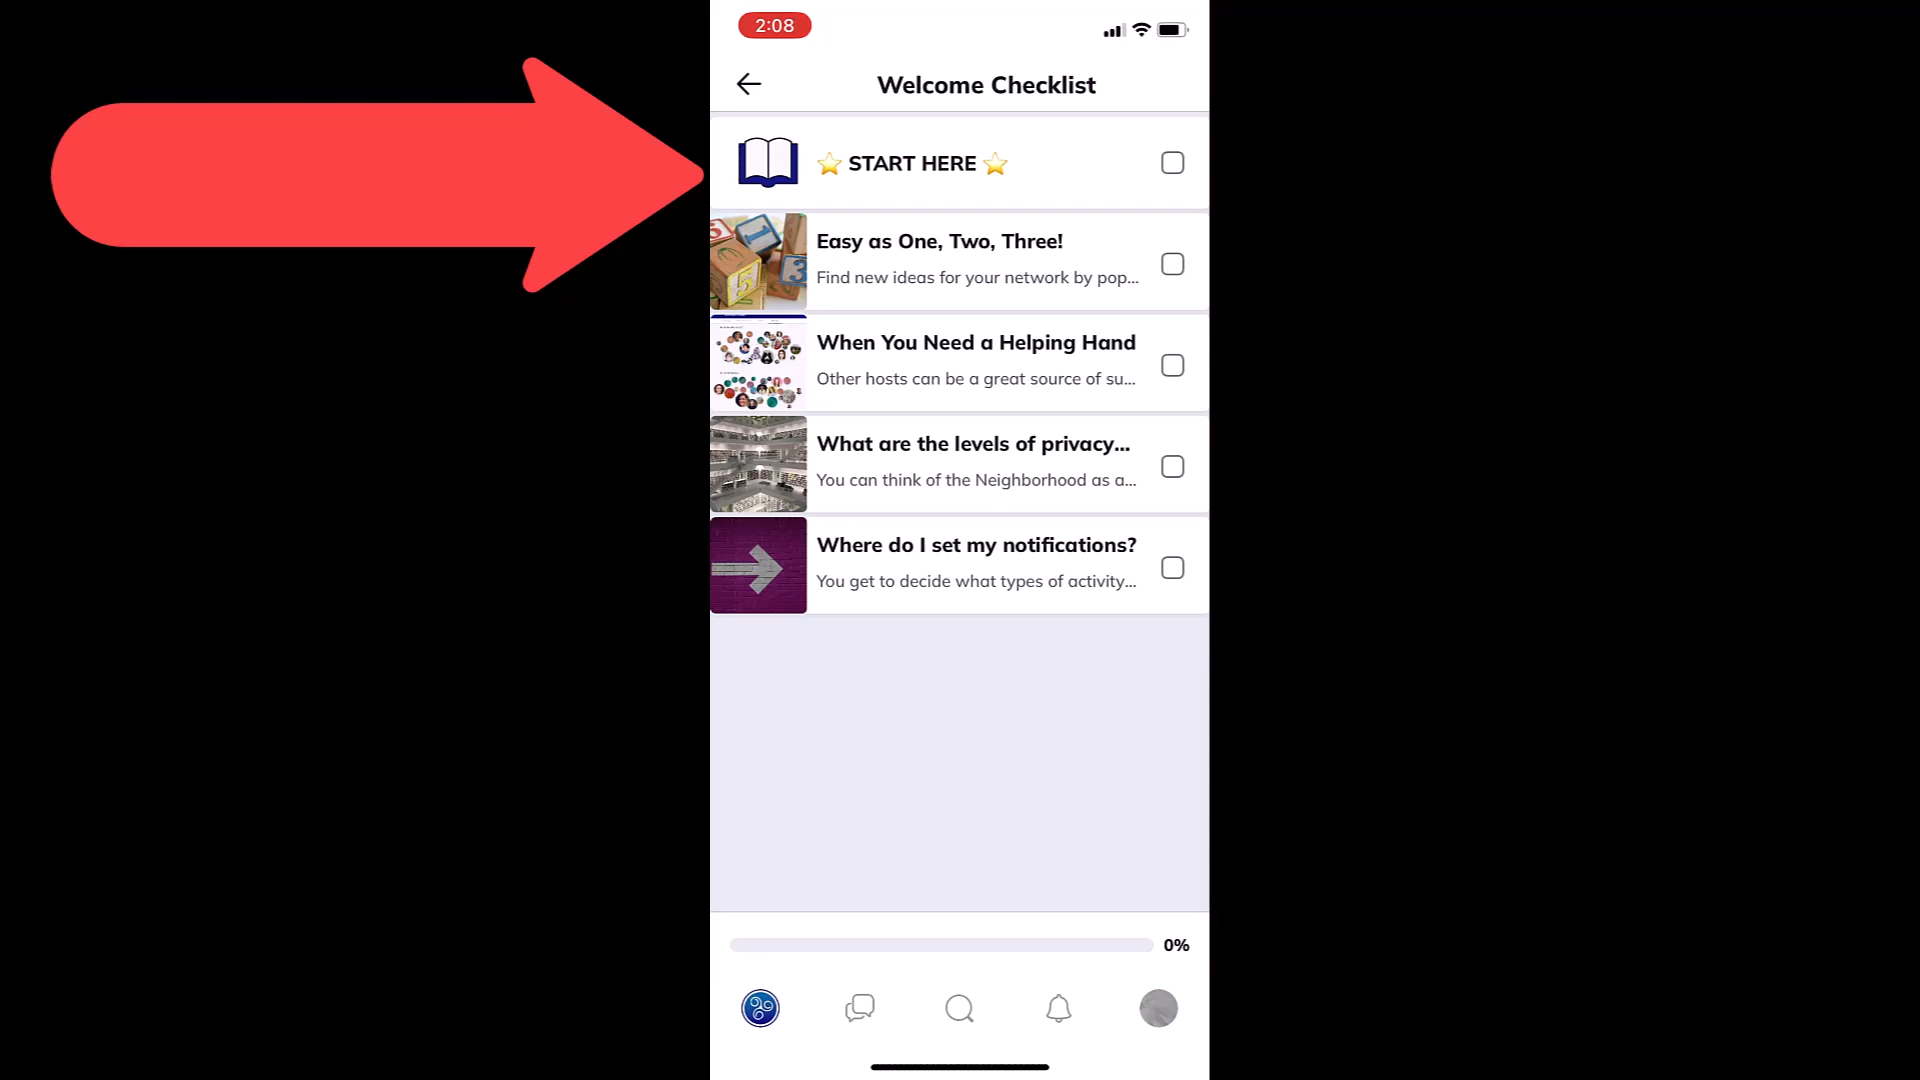 2:08
Welcome Checklist
⭐ START HERE ⭐
Easy as One, Two, Three!
Find new ideas for your network by pop...
When You Need a Helping Hand
Other hosts can be a great source of su...
What are the levels of privacy...
You can think of the Neighborhood as a...
Where do I set my notifications?
You get to decide what types of activity...
0%